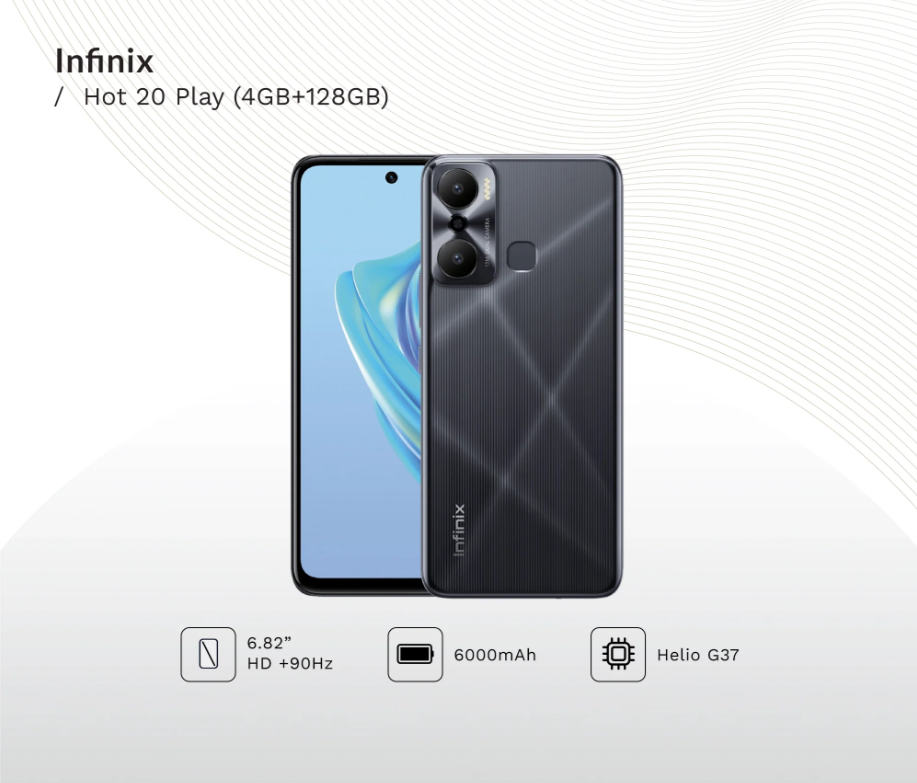 Infinix
/ Hot 20 Play (4GB+128GB)
Infinix
6.82”
HD +90Hz
6000mAh
Helio G37